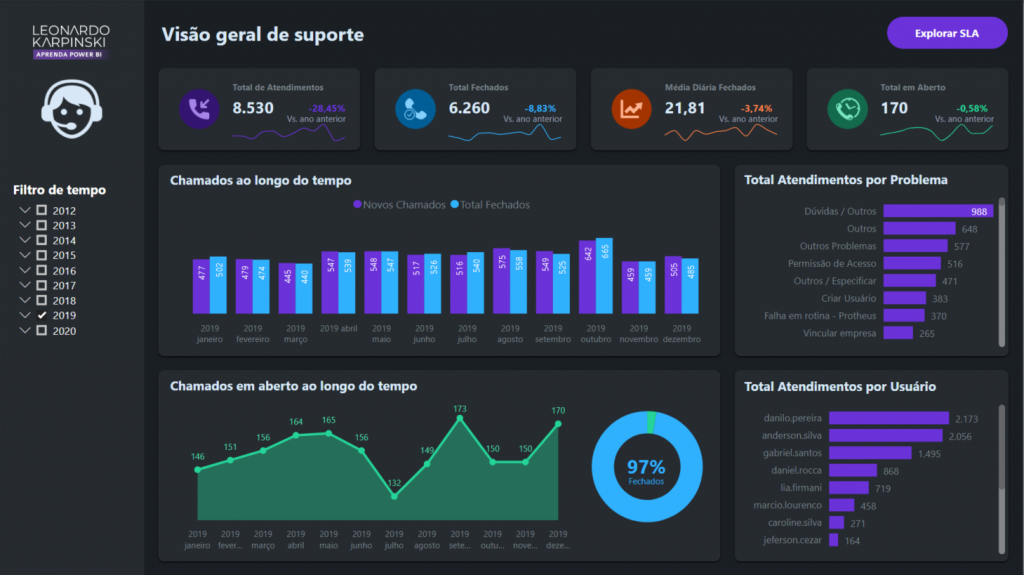 LEONARDO
KARPINSKI
APRENDA POWER BI
Visão geral de suporte
Explorar SLA
Filtro de tempo
2012
2013
2014
2015
2016
2017
2018
2019
2020
Total de Atendimentos
8.530
-28,45%
Vs. ano anterior
Total Fechados
6.260
-8,83%
Vs. ano anterior
Média Diária Fechados
21,81
-3,74%
Vs. ano anterior
Total em Aberto
170
-0,58%
Vs. ano anterior
Chamados ao longo do tempo
Novos Chamados Total Fechados
477 502 479 474 445 440 547 539 548 547 517 526 516 540 575 558 549 525 642 665 459 459 505 485
2019 2019 2019 2019 abril 2019 2019 2019 2019 2019 2019 2019 2019
janeiro fevereiro março maio junho julho agosto setembro outubro novembro dezembro
Total Atendimentos por Problema
Dúvidas / Outros 988
Outros 648
Outros Problemas 577
Permissão de Acesso 516
Outros / Especificar 471
Criar Usuário 383
Falha em rotina - Protheus 370
Vincular empresa 265
Chamados em aberto ao longo do tempo
146 151 156 164 165 156 132 149 173 150 150 170
2019 2019 2019 2019 2019 2019 2019 2019 2019 2019 2019 2019
janeiro fever... março abril maio junho julho agosto sete... outu... nove... deze...
97%
Fechados
Total Atendimentos por Usuário
danilo.pereira 2.173
anderson.silva 2.056
gabriel.santos 1.495
daniel.rocca 868
lia.firmani 719
marcio.lourenco 458
caroline.silva 271
jeferson.cezar 164